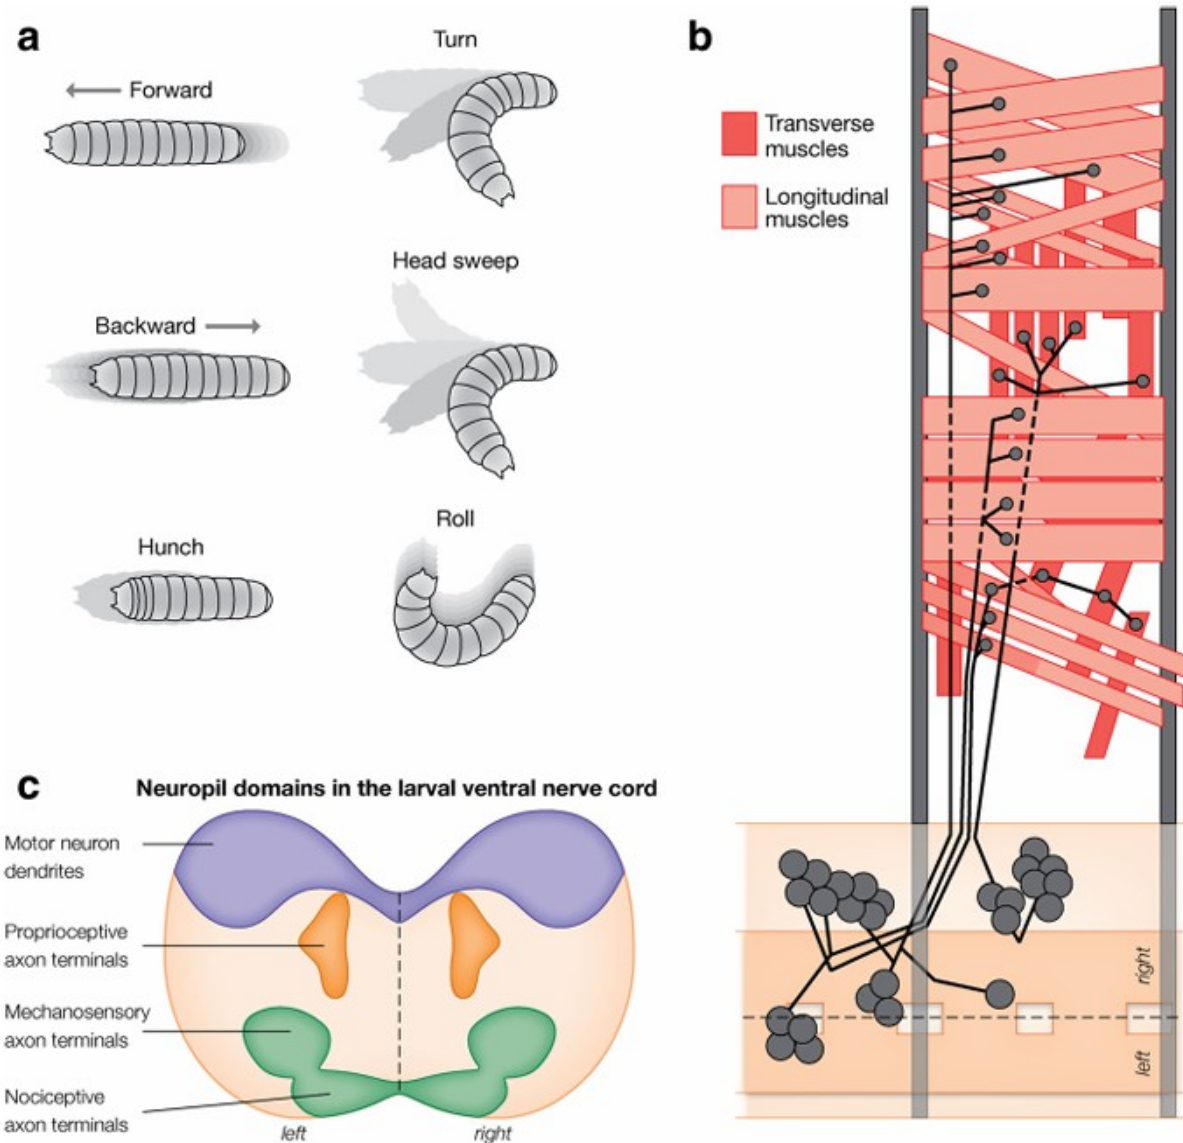 a
Turn
Forward
Head sweep
Backward
Hunch
Roll
b
Transverse
muscles
Longitudinal
muscles
right
left
c
Neuropil domains in the larval ventral nerve cord
Motor neuron
dendrites
Proprioceptive
axon terminals
Mechanosensory
axon terminals
Nociceptive
axon terminals
left
right